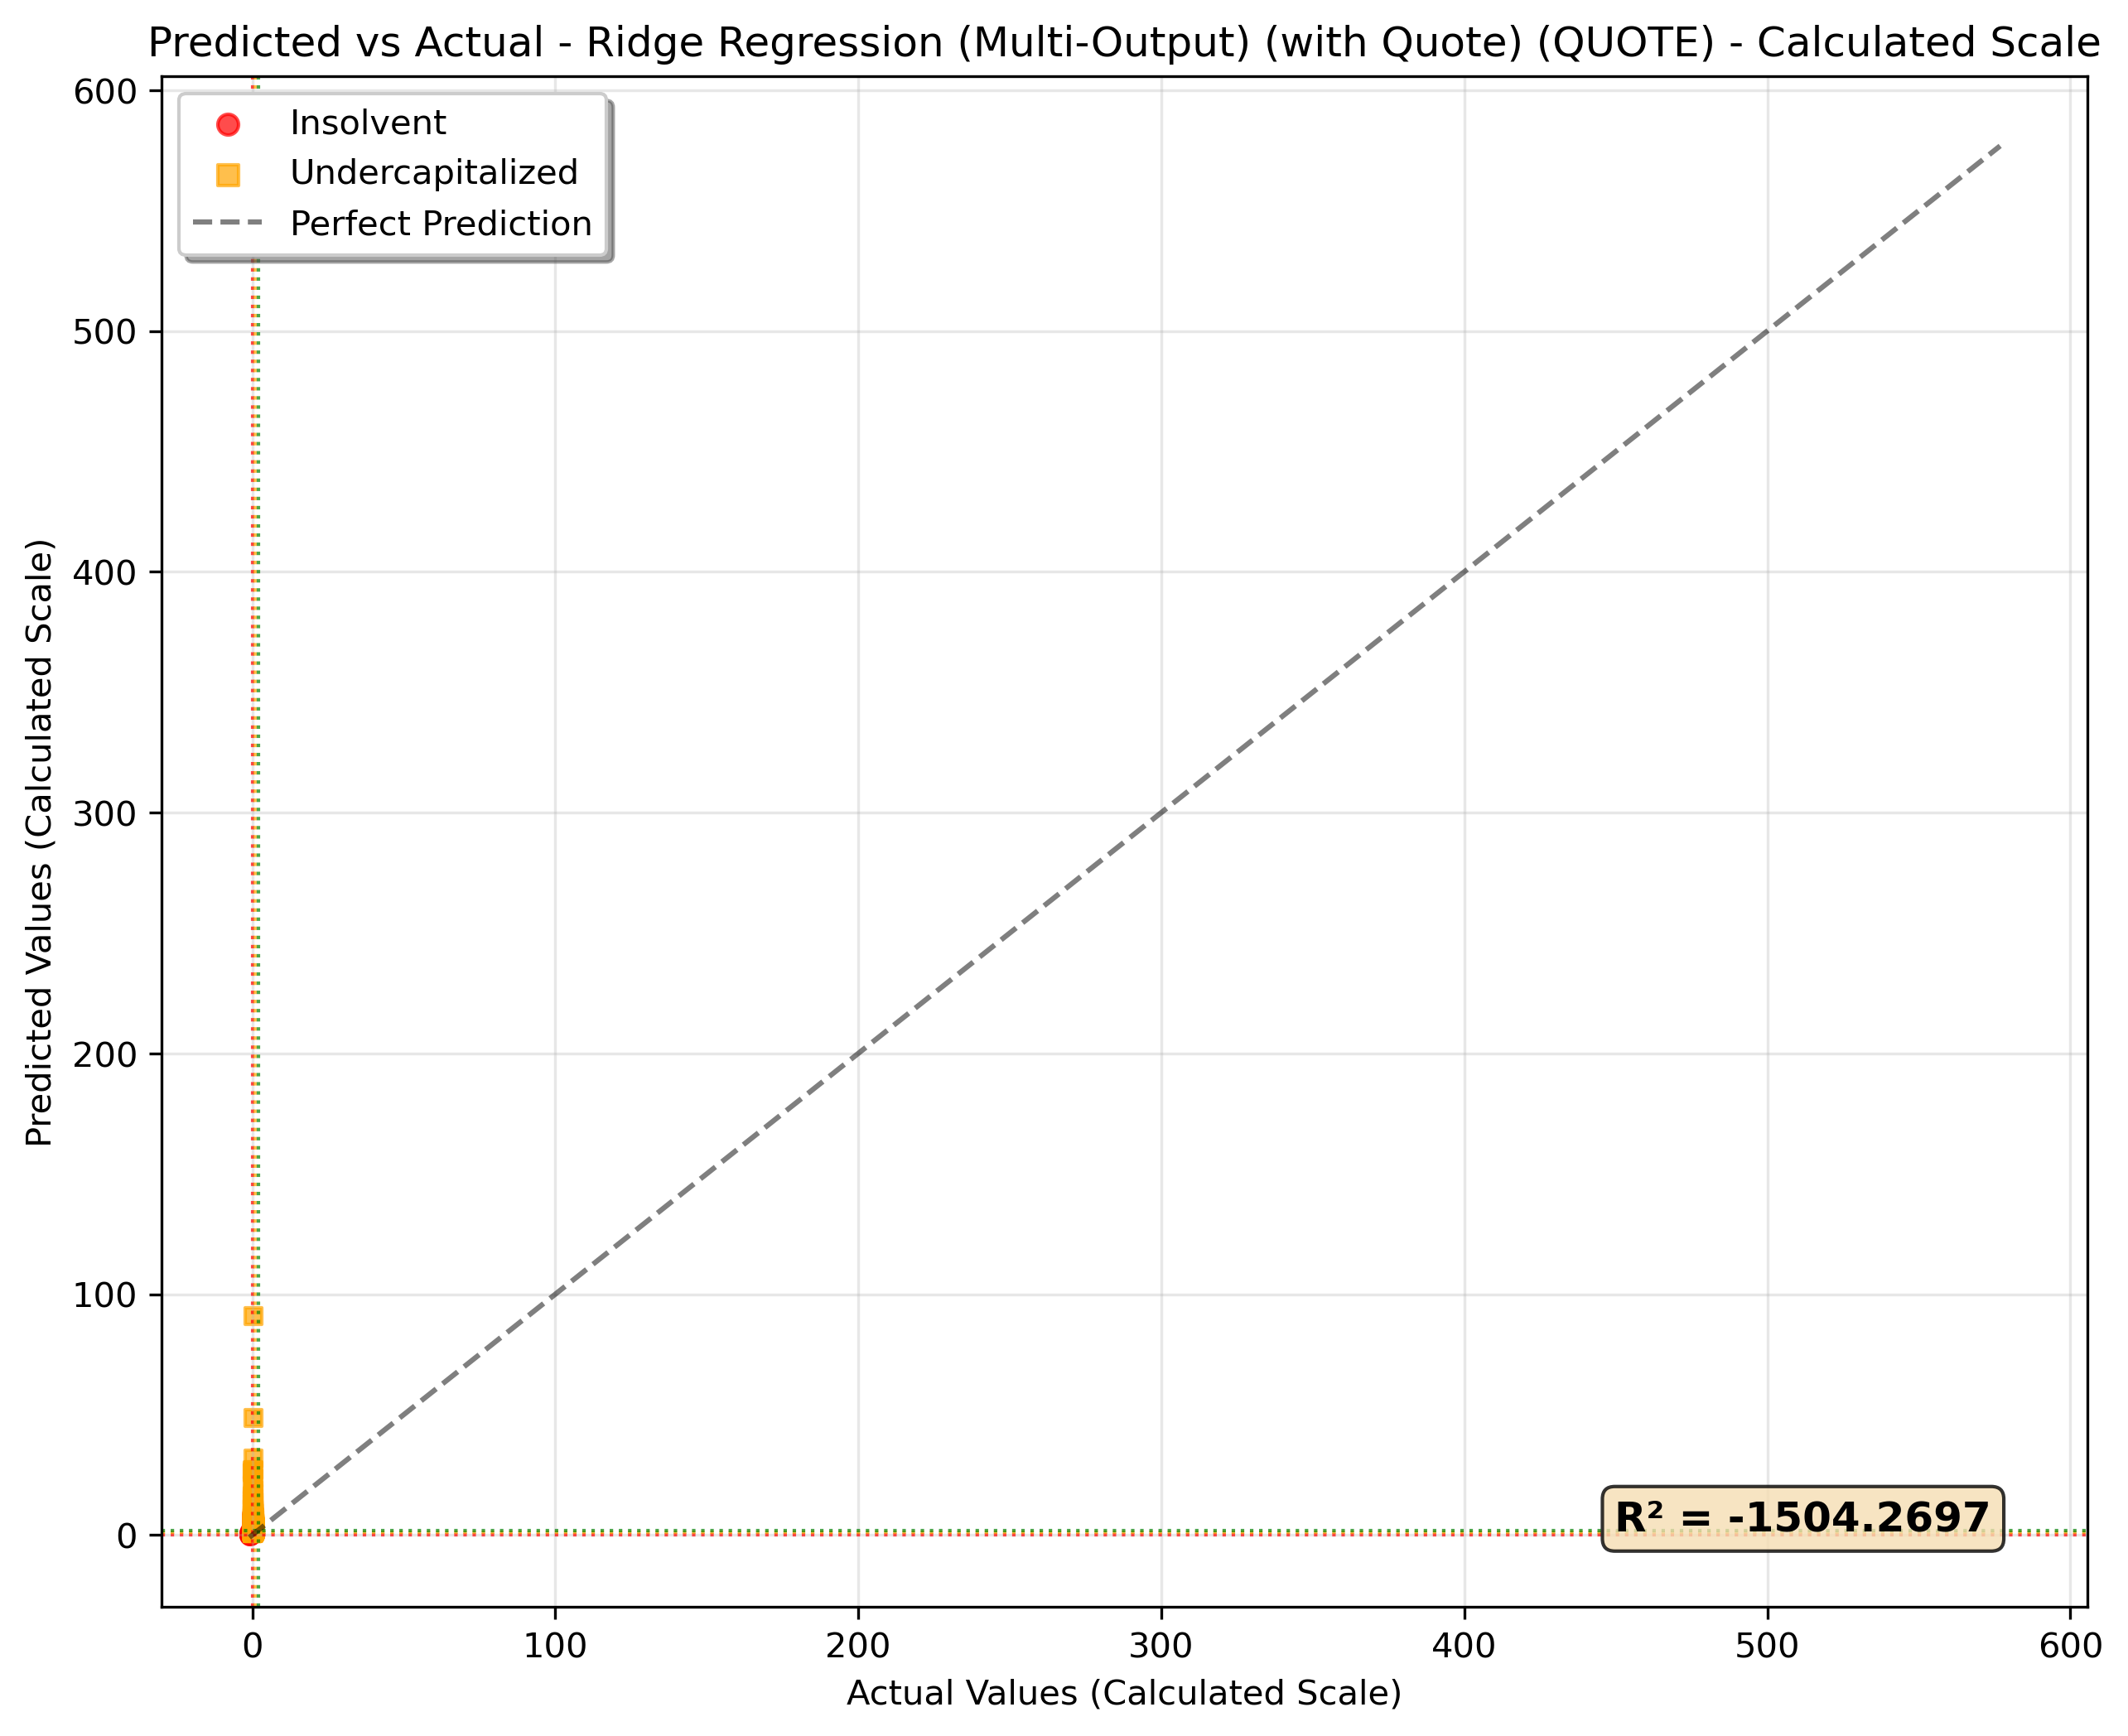 Predicted vs Actual - Ridge Regression (Multi-Output) (with Quote) (QUOTE) - Calculated Scale
600
500
400
300
200
100
0
Predicted Values (Calculated Scale)
Insolvent
Undercapitalized
Perfect Prediction
R² = -1504.2697
0 100 200 300 400 500 600
Actual Values (Calculated Scale)